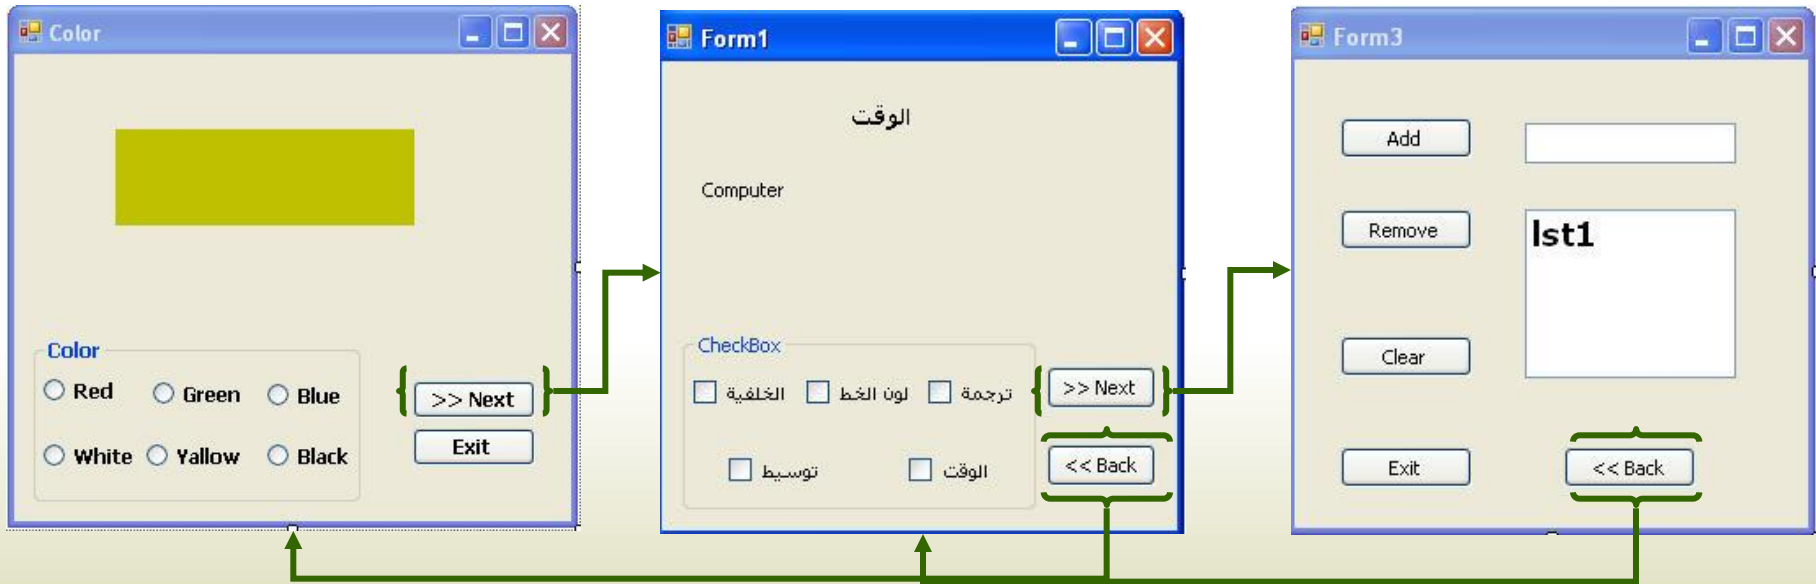 Color
Color
Red
Green
Blue
White
Yallow
Black
>> Next
Exit
Form1
الوقت
Computer
CheckBox
الخلفية
لون الخط
ترجمة
توسيط
الوقت
>> Next
<< Back
Form3
Add
Remove
lst1
Clear
Exit
<< Back